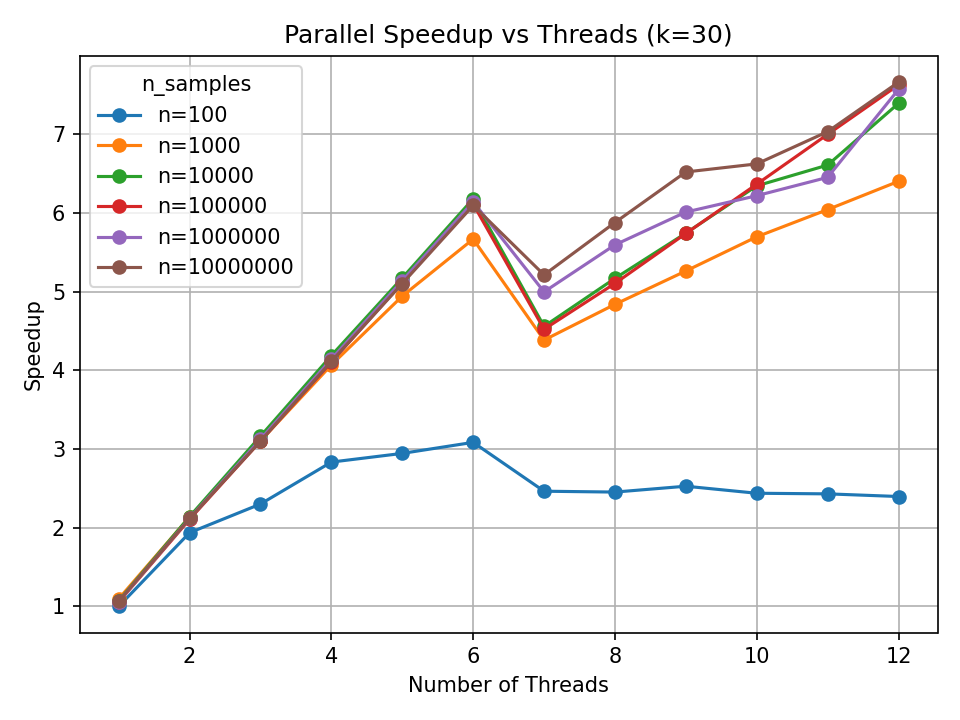 Parallel Speedup vs Threads (k=30)
n_samples
n=100
n=1000
n=10000
n=100000
n=1000000
n=10000000
Speedup
7
6
5
4
3
2
1
2 4 6 8 10 12
Number of Threads